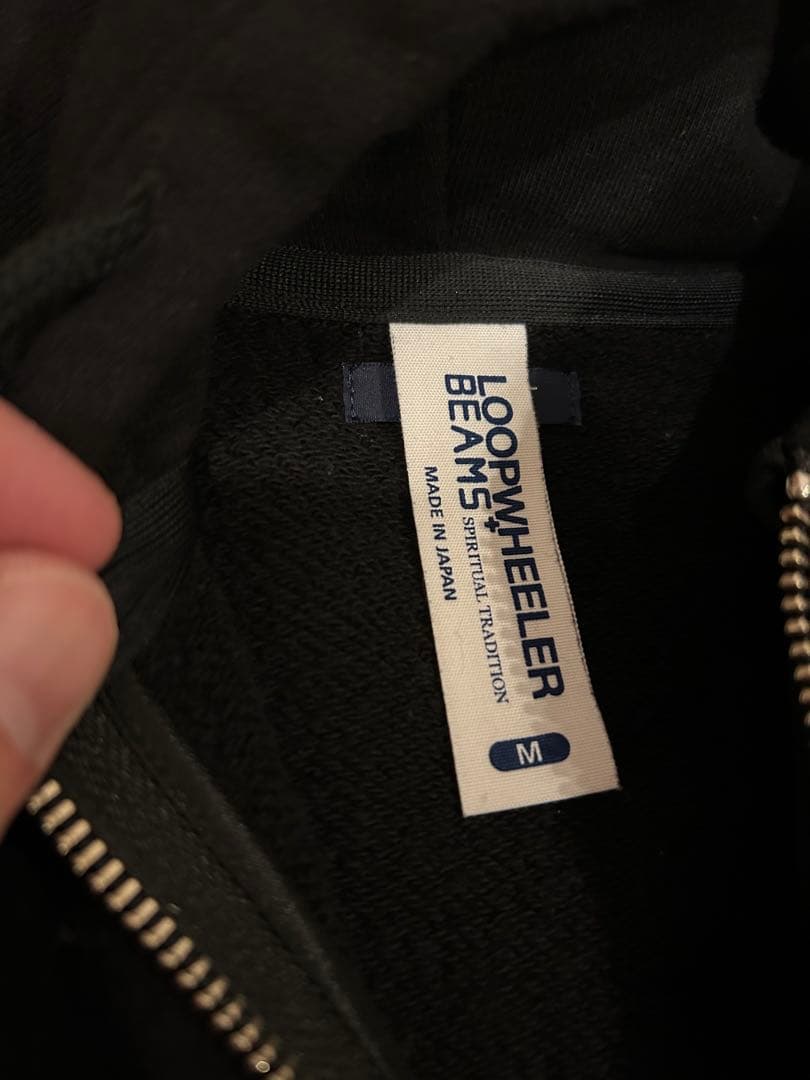 LOOPWHEELER
+
BEAMS
SPIRITUAL TRADITION
MADE IN JAPAN
M